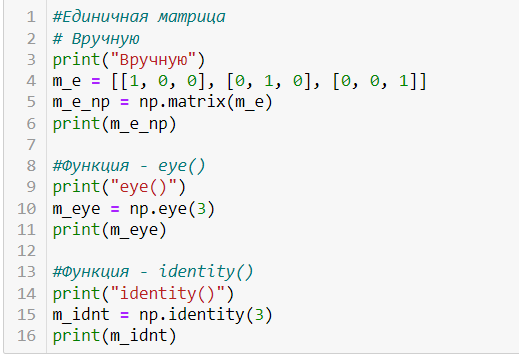 1 #Единичная матрица
2 # Вручную
3 print("Вручную")
4 m_e = [[1, 0, 0], [0, 1, 0], [0, 0, 1]]
5 m_e_np = np.matrix(m_e)
6 print(m_e_np)
7
8 #Функция - eye()
9 print("eye()")
10 m_eye = np.eye(3)
11 print(m_eye)
12
13 #Функция - identity()
14 print("identity()")
15 m_idnt = np.identity(3)
16 print(m_idnt)